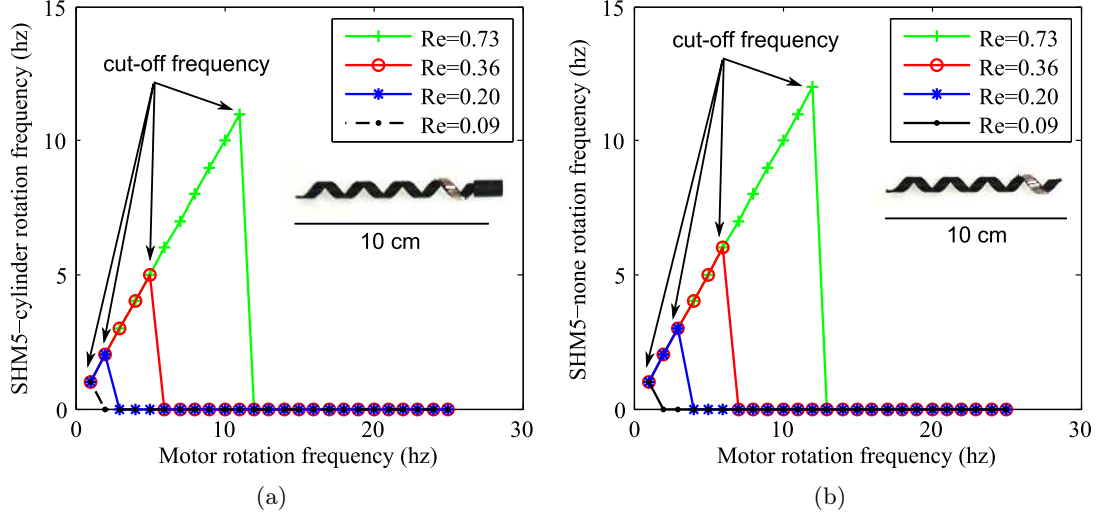 15
10
5
0
SHM5−cylinder rotation frequency (hz)
cut-off frequency
Re=0.73
Re=0.36
Re=0.20
Re=0.09
10 cm
0
10
20
30
Motor rotation frequency (hz)
(a)
15
10
5
0
SHM5−none rotation frequency (hz)
cut-off frequency
Re=0.73
Re=0.36
Re=0.20
Re=0.09
10 cm
0
10
20
30
Motor rotation frequency (hz)
(b)